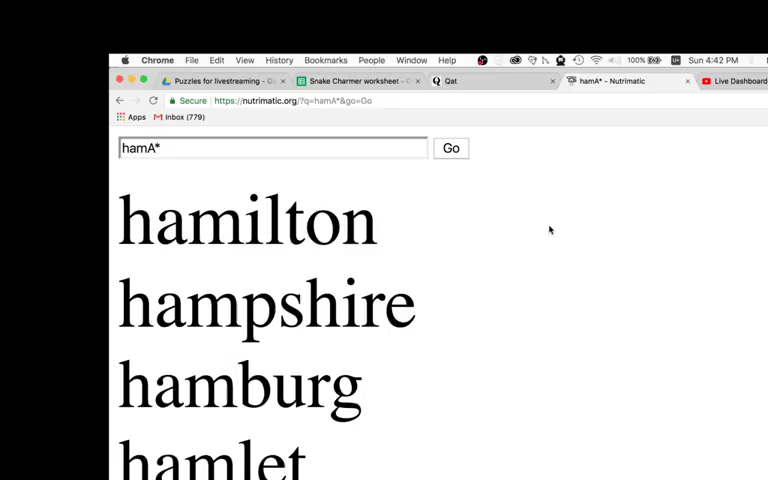 Chrome File Edit View History Bookmarks People Window Help 100% Sun 4:42 PM
Puzzles for livestreaming - G Snake Charmer worksheet - G Qat hamA* - Nutrimatic Live Dashboard
Secure https://nutrimatic.org/?q=hamA*&go=Go
Apps Inbox (779)
hamA* Go
hamilton
hampshire
hamburg
hamlet